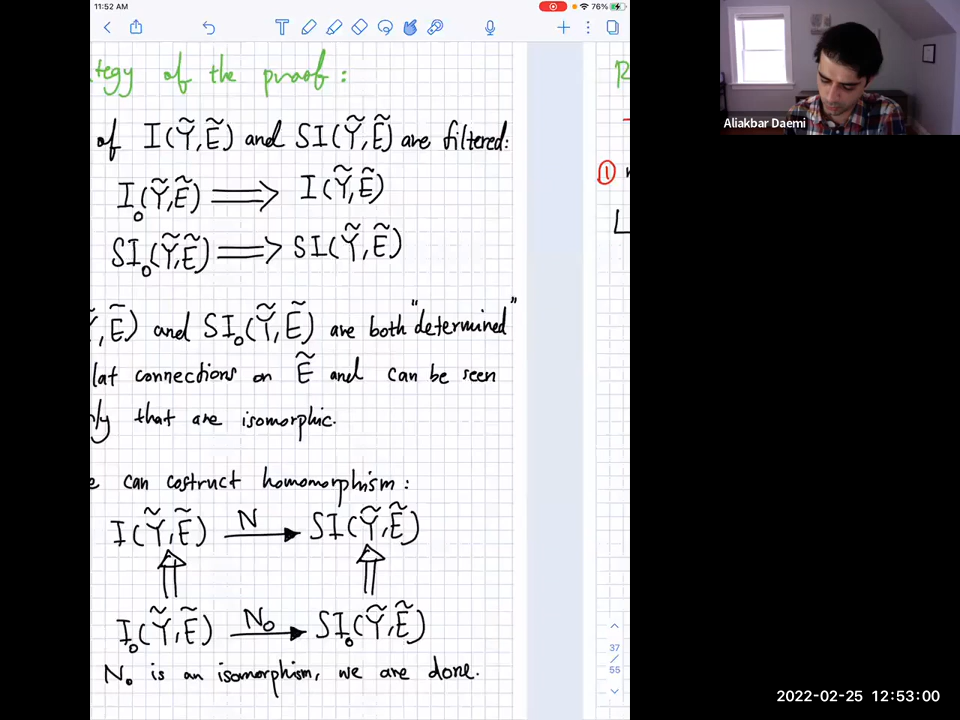 11:52 AM
76%
tegy of the proof :
of I(Ỹ,Ẽ) and SI(Ỹ,Ẽ) are filtered:
I₀(Ỹ,Ẽ) ⟹ I(Ỹ,Ẽ)
SI₀(Ỹ,Ẽ) ⟹ SI(Ỹ,Ẽ)
,Ẽ) and SI₀(Ỹ,Ẽ) are both "determined"
lat connections on Ẽ and can be seen
ly that are isomorphic.
e can costruct homomorphism :
I(Ỹ,Ẽ) N → SI(Ỹ,Ẽ)
⇑ ⇑
I₀(Ỹ,Ẽ) N₀ → SI₀(Ỹ,Ẽ)
N₀ is an isomorphism, we are done.
①
37
/
55
Aliakbar Daemi
2022-02-25 12:53:00